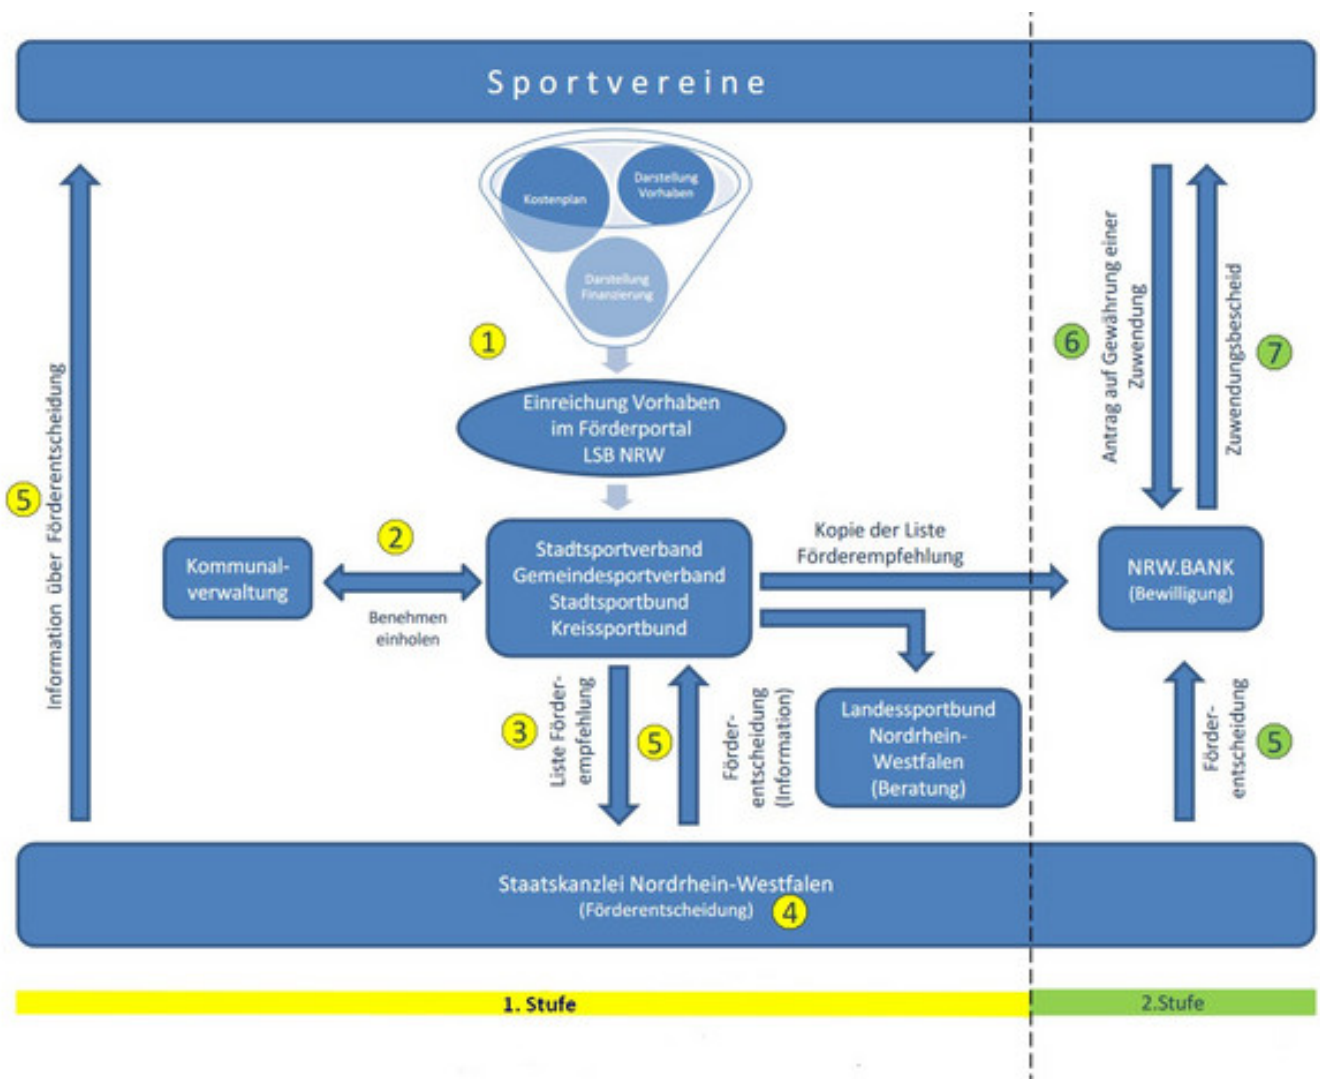 Sportvereine
Kostenplan
Darstellung
Vorhaben
Darstellung
Finanzierung
1
Einreichung Vorhaben
im Förderportal
LSB NRW
5
Information über Förderentscheidung
Kommunal-
verwaltung
2
Benehmen
einholen
Stadtsportverband
Gemeindesportverband
Stadtsportbund
Kreissportbund
Kopie der Liste
Förderempfehlung
3
Liste Förder-
empfehlung
5
Förder-
entscheidung
(Information)
Landessportbund
Nordrhein-
Westfalen
(Beratung)
6
Antrag auf Gewährung einer
Zuwendung
Zuwendungsbescheid
7
NRW.BANK
(Bewilligung)
Förder-
entscheidung
5
Staatskanzlei Nordrhein-Westfalen
(Förderentscheidung)
4
1. Stufe
2.Stufe